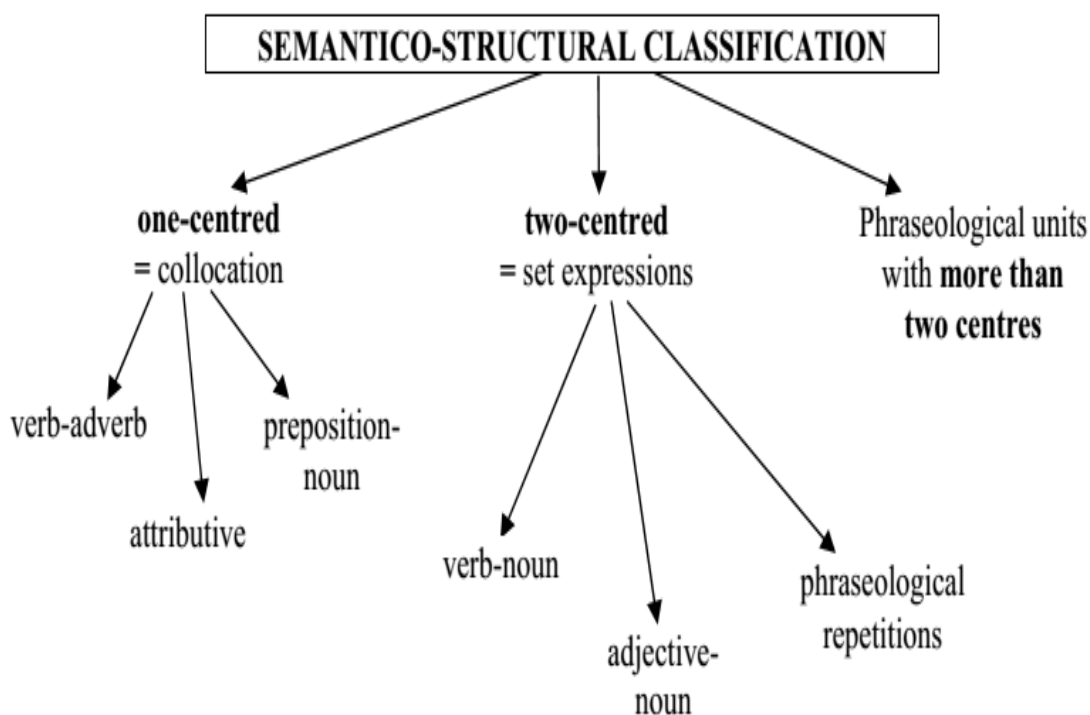 SEMANTICO-STRUCTURAL CLASSIFICATION
one-centred
= collocation
two-centred
= set expressions
Phraseological units
with more than
two centres
verb-adverb
preposition-
noun
attributive
verb-noun
adjective-
noun
phraseological
repetitions